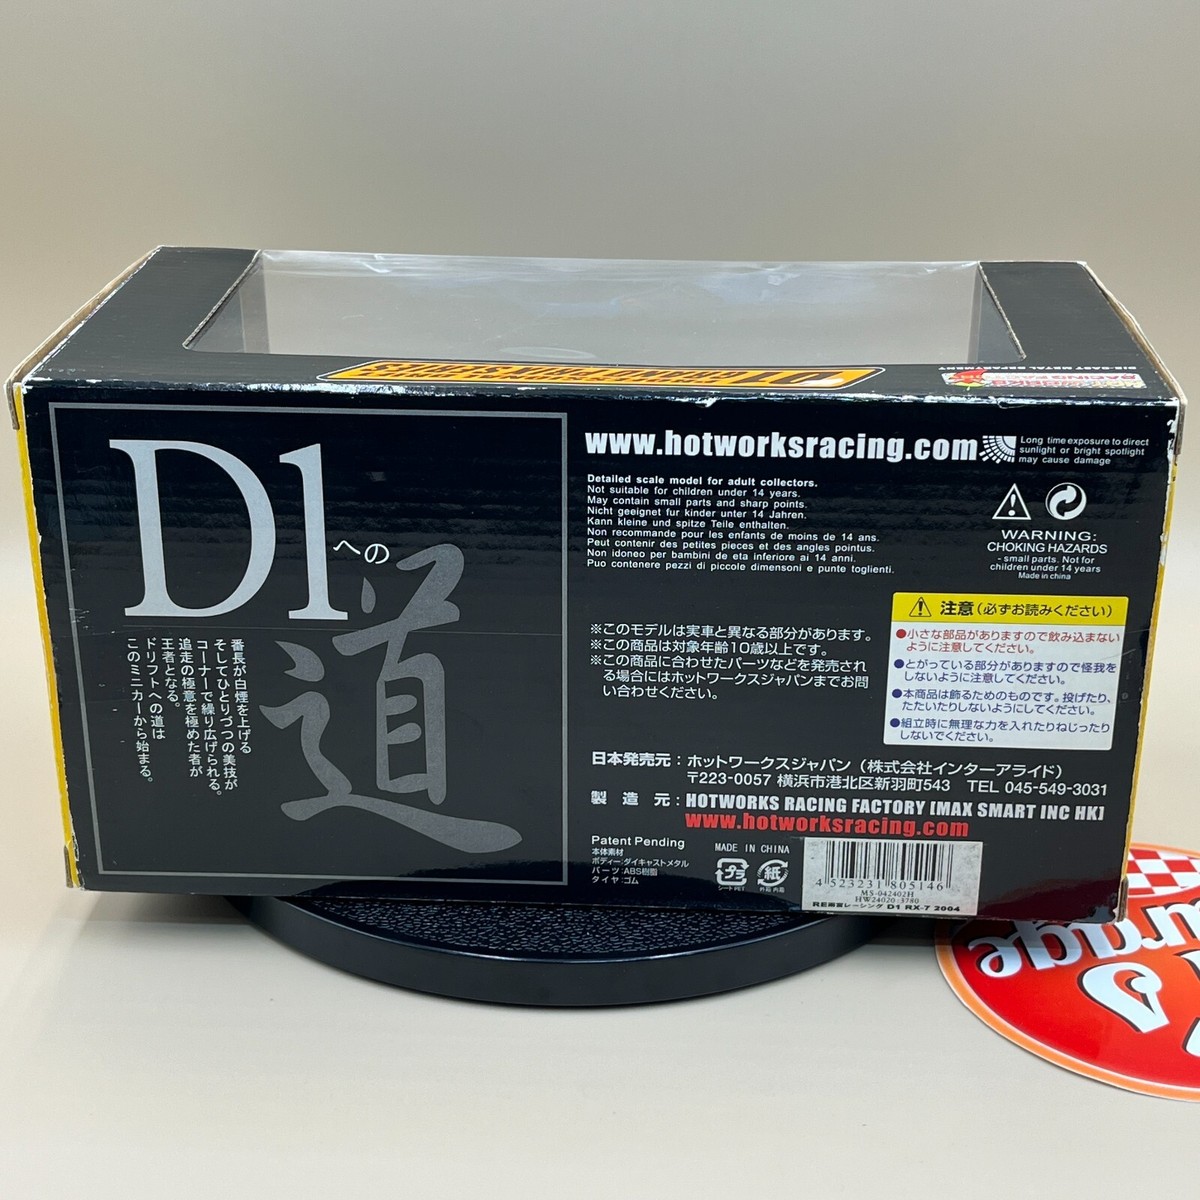 D1への道
番長が白煙を上げる
そしてひとりづつの美技が
コーナーで繰り広げられる。
追走の極意を極めた者が
王者となる。
ドリフトへの道は
このミニカーから始まる。
www.hotworksracing.com
Long time exposure to direct
sunlight or bright spotlight
may cause damage
Detailed scale model for adult collectors.
Not suitable for children under 14 years.
May contain small parts and sharp points.
Nicht geeignet fur kinder unter 14 Jahren.
Kann kleine und spitze Teile enthalten.
Non recommande pour les enfants de moins de 14 ans.
Peut contenir des petites pieces et des angles pointus.
Non idoneo per bambini de eta inferiore ai 14 anni.
Puo contenere pezzi di piccole dimensoni e punte toglienti.
WARNING:
CHOKING HAZARDS
- small parts. Not for
children under 14 years
Made in china
※このモデルは実車と異なる部分があります。
※この商品は対象年齢10歳以上です。
※この商品に合わせたパーツなどを発売され
る場合にはホットワークスジャパンまでお問
い合わせください。
注意(必ずお読みください)
●小さな部品がありますので飲み込まない
ように注意してください。
●とがっている部分がありますので怪我を
しないように注意してください。
●本商品は飾るためのものです。投げたり、
たたいたりしないようにしてください。
●組立時に無理な力を入れたりねじったり
しないでください。
日本発売元:ホットワークスジャパン(株式会社インターアライド)
〒223-0057 横浜市港北区新羽町543 TEL 045-549-3031
製造元:HOTWORKS RACING FACTORY [MAX SMART INC HK]
www.hotworksracing.com
Patent Pending
本体素材
ボディー:ダイキャストメタル
パーツ:ABS樹脂
タイヤ:ゴム
MADE IN CHINA
プラ
シート:PET
紙
4 523231 805146
MS-042402H
HW24020 :3780
RE雨宮レーシング D1 RX-7 2004